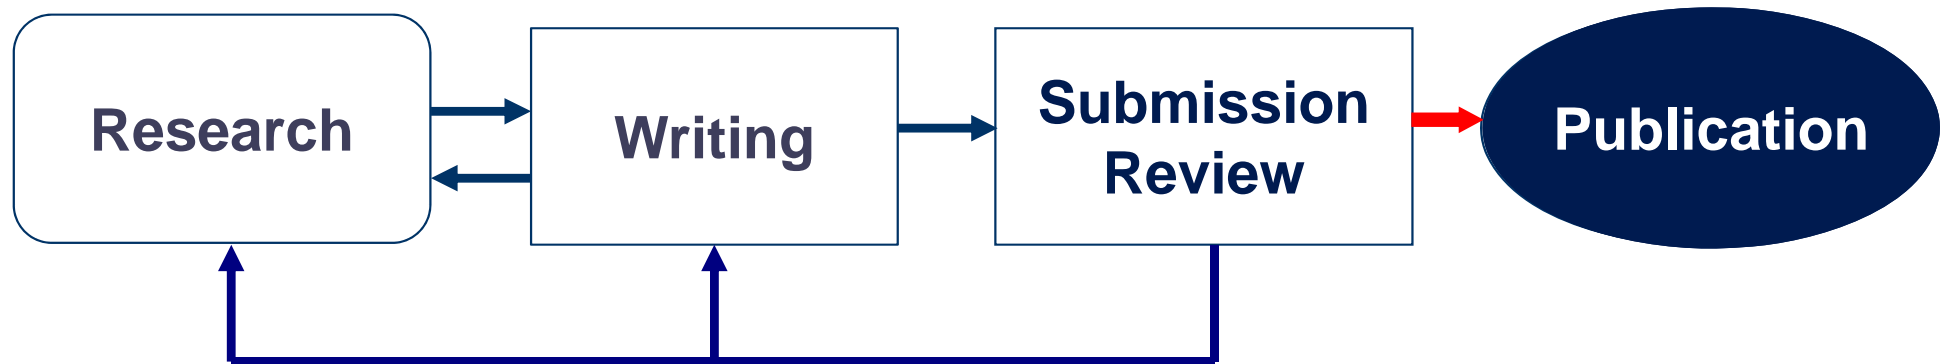 Research
Writing
Submission
Review
Publication